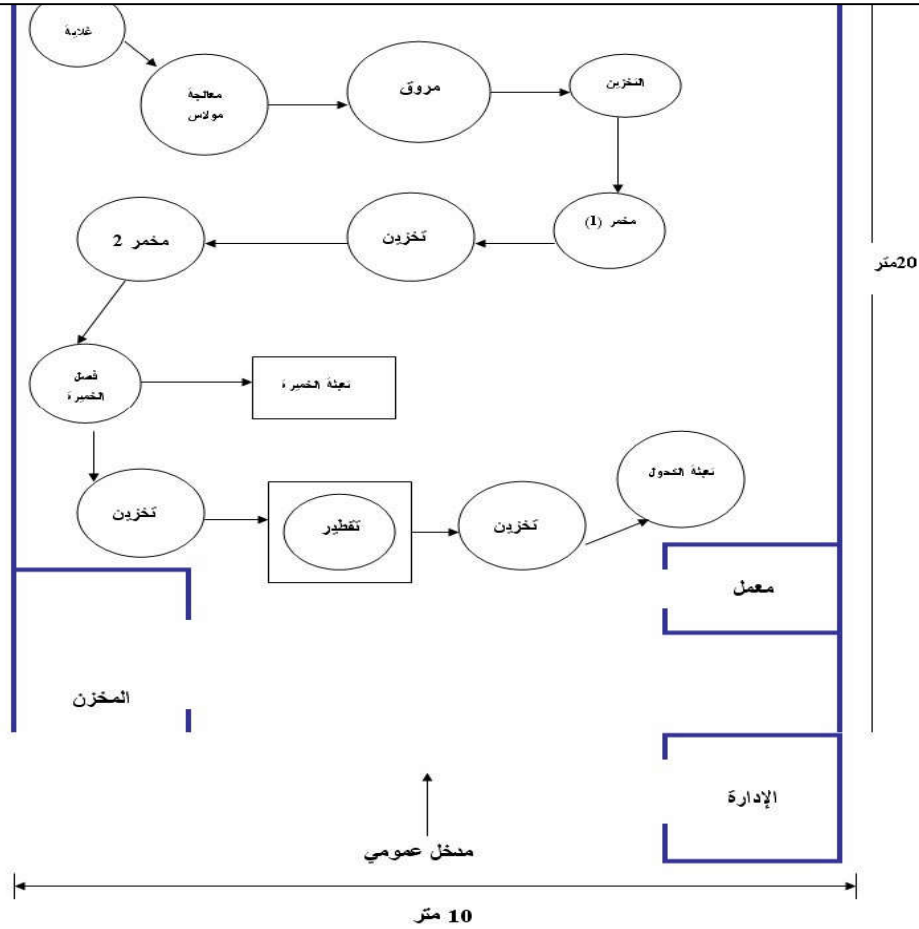 غلاية
معالجة
مولاس
مروق
التخزين
مخمر (1)
تخزين
مخمر 2
20متر
فصل
الخميرة
تعبئة الخميرة
تعبئة الكحول
تخزين
تقطير
تخزين
معمل
المخزن
الإدارة
مدخل عمومي
10 متر